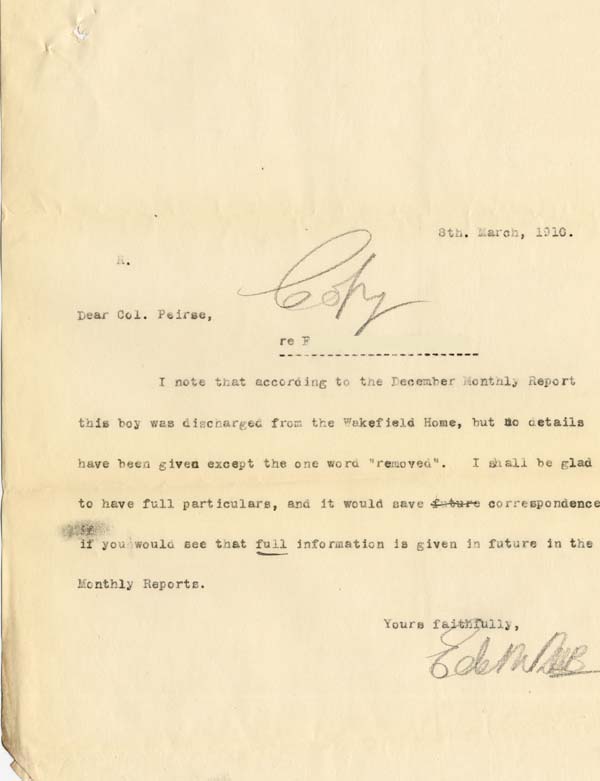 8th. March, 1910.
R.
Copy
Dear Col. Peirse,
re F
I note that according to the December Monthly Report
this boy was discharged from the Wakefield Home, but no details
have been given except the one word "removed". I shall be glad
to have full particulars, and it would save future correspondence
if you would see that full information is given in future in the
Monthly Reports.
Yours faithfully,